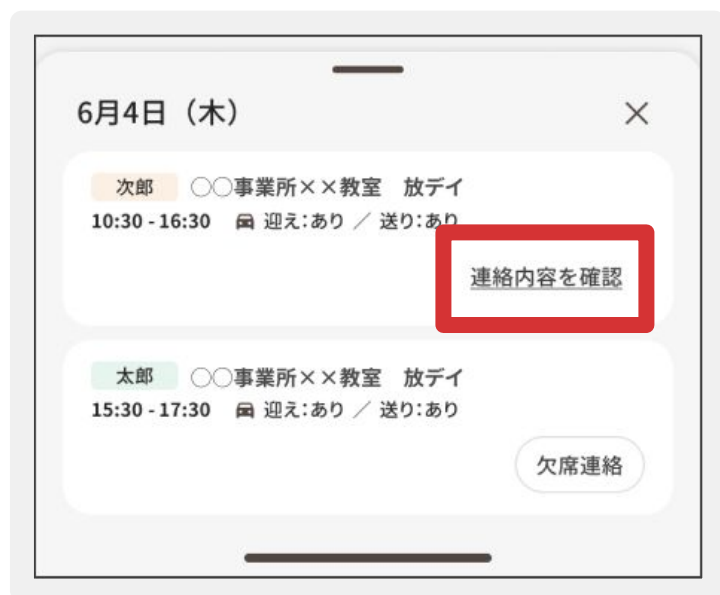 6月4日（木）
次郎 ○○事業所××教室 放デイ
10:30 - 16:30 迎え：あり ／ 送り：あり
連絡内容を確認
太郎 ○○事業所××教室 放デイ
15:30 - 17:30 迎え：あり ／ 送り：あり
欠席連絡